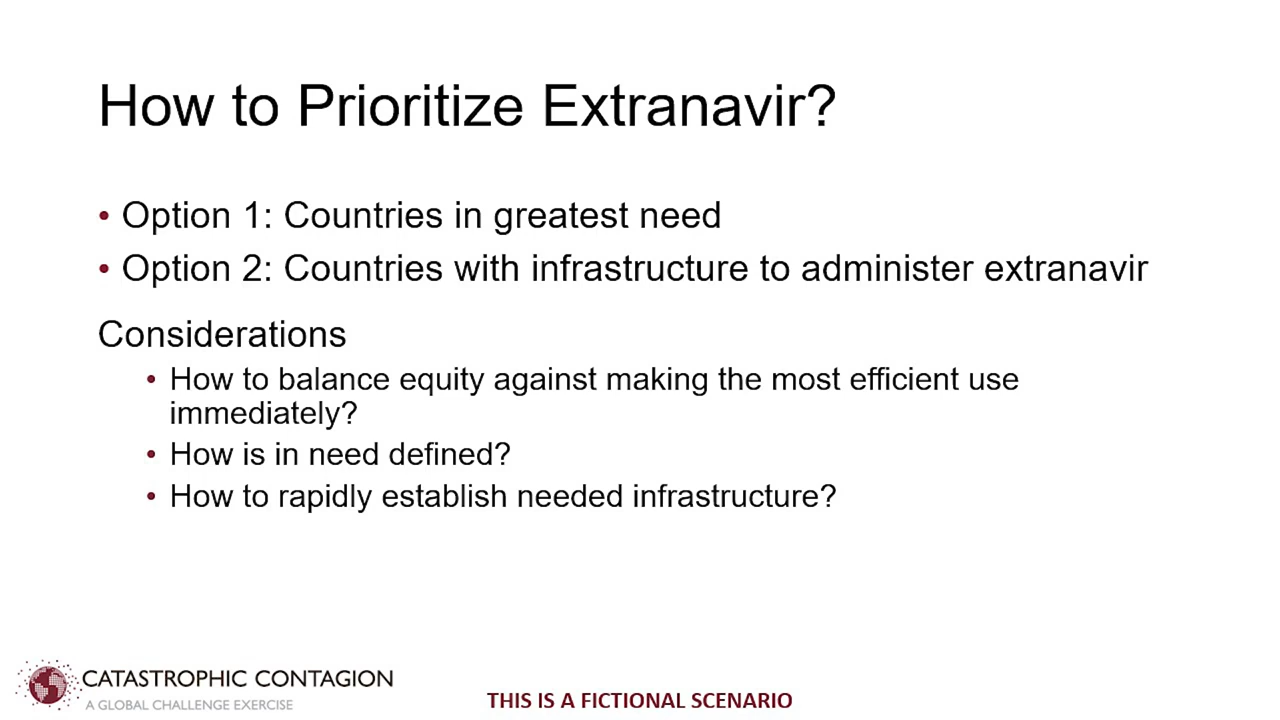 How to Prioritize Extranavir?
• Option 1: Countries in greatest need
• Option 2: Countries with infrastructure to administer extranavir
Considerations
• How to balance equity against making the most efficient use
immediately?
• How is in need defined?
• How to rapidly establish needed infrastructure?
CATASTROPHIC CONTAGION
A GLOBAL CHALLENGE EXERCISE
THIS IS A FICTIONAL SCENARIO